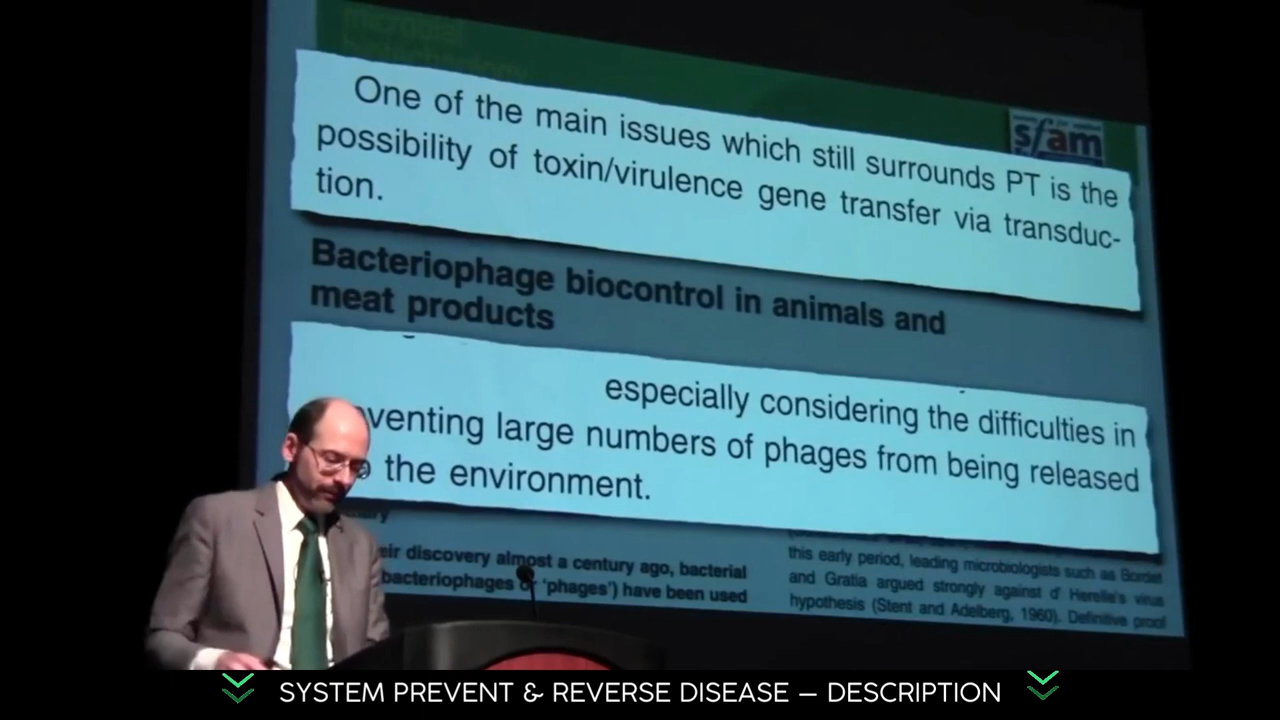 microbial
One of the main issues which still surrounds PT is the
possibility of toxin/virulence gene transfer via transduc-
tion.
sfam
Bacteriophage biocontrol in animals and
meat products
especially considering the difficulties in
venting large numbers of phages from being released
the environment.
eir discovery almost a century ago, bacterial
bacteriophages or 'phages') have been used
this early period, leading microbiologists such as Bordet
and Gratia argued strongly against d' Herelle's virus
hypothesis (Stent and Adelberg, 1960). Definitive proof
SYSTEM PREVENT & REVERSE DISEASE – DESCRIPTION